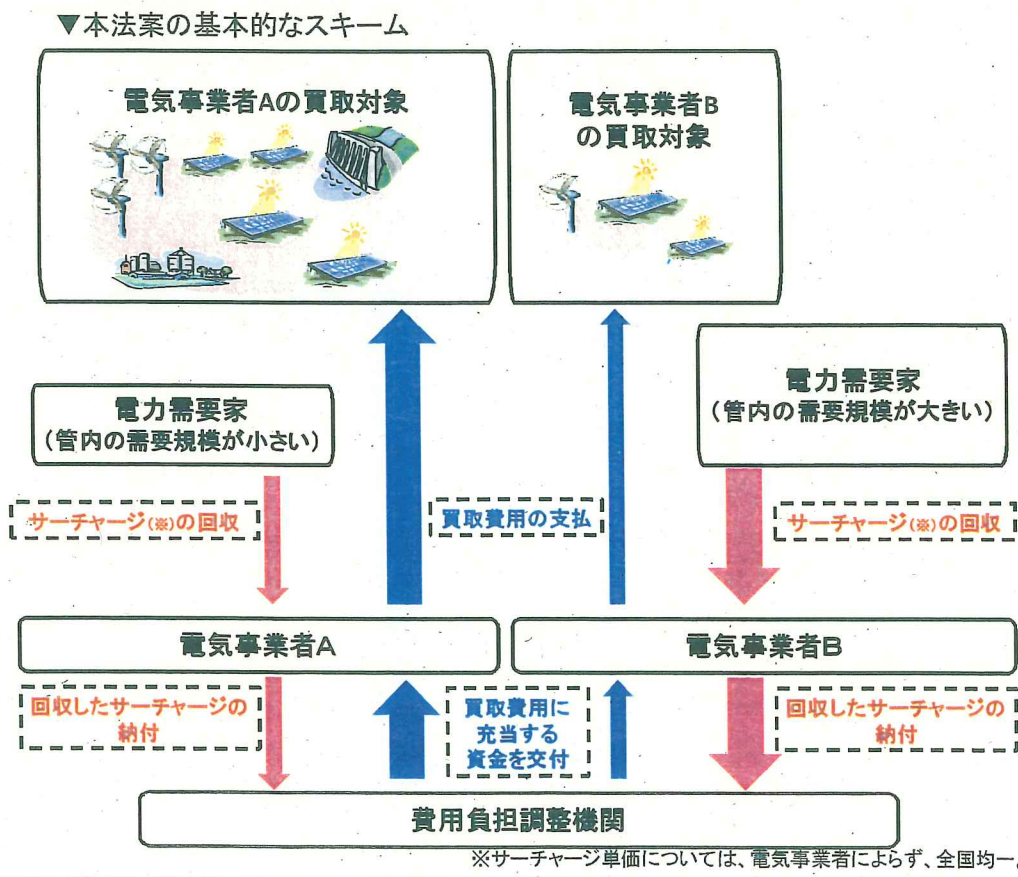 ▼本法案の基本的なスキーム
電気事業者Aの買取対象
電気事業者B
の買取対象
電力需要家
(管内の需要規模が小さい)
電力需要家
(管内の需要規模が大きい)
サーチャージ(※)の回収
買取費用の支払
サーチャージ(※)の回収
電気事業者A
電気事業者B
回収したサーチャージの
納付
買取費用に
充当する
資金を交付
回収したサーチャージの
納付
費用負担調整機関
※サーチャージ単価については、電気事業者によらず、全国均一。